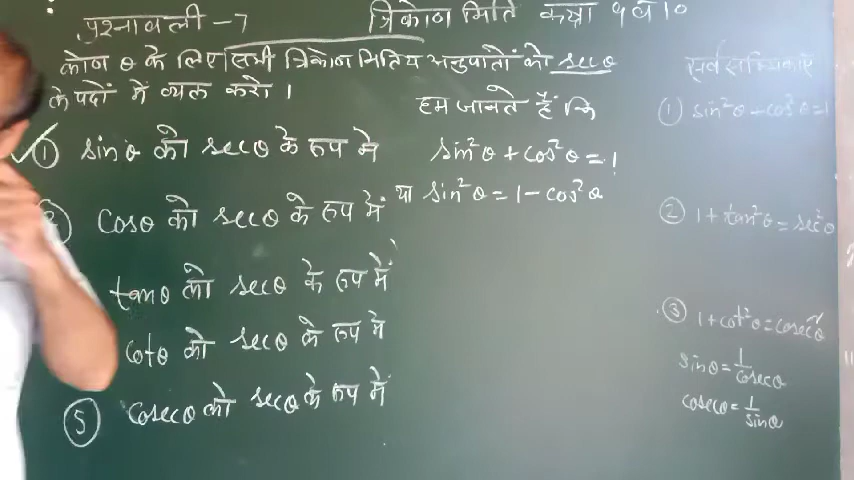 प्रश्नावली - 7
त्रिकोण मिति कक्षा 9 व 10
कोण θ के लिए सभी त्रिकोणमितिय अनुपातों को secθ
के पदों में व्यक्त करो ।
हम जानते हैं कि
① sinθ को secθ के रूप में
sin²θ + cos²θ = 1
या sin²θ = 1 - cos²θ
cosθ को secθ के रूप में
tanθ को secθ के रूप में
cotθ को secθ के रूप में
⑤ cosecθ को secθ के रूप में
सर्वसमिकाएँ
① sin²θ - cos²θ = 1
② 1 + tan²θ = sec²θ
③ 1 + cot²θ = cosec²θ
sinθ = 1/cosecθ
cosecθ = 1/sinθ